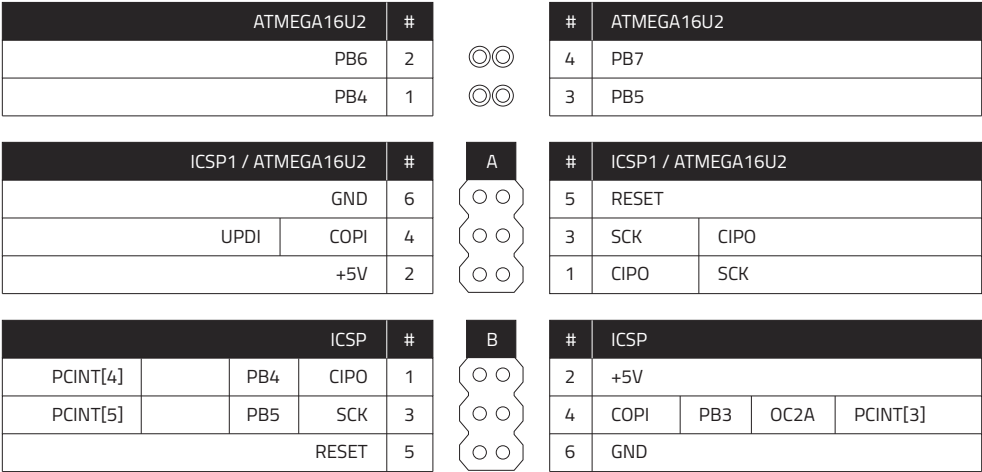 ATMEGA16U2 # # ATMEGA16U2
PB6 2 4 PB7
PB4 1 3 PB5
ICSP1 / ATMEGA16U2 # A # ICSP1 / ATMEGA16U2
GND 6 5 RESET
UPDI COPI 4 3 SCK CIPO
+5V 2 1 CIPO SCK
ICSP # B # ICSP
PCINT[4] PB4 CIPO 1 2 +5V
PCINT[5] PB5 SCK 3 4 COPI PB3 OC2A PCINT[3]
RESET 5 6 GND